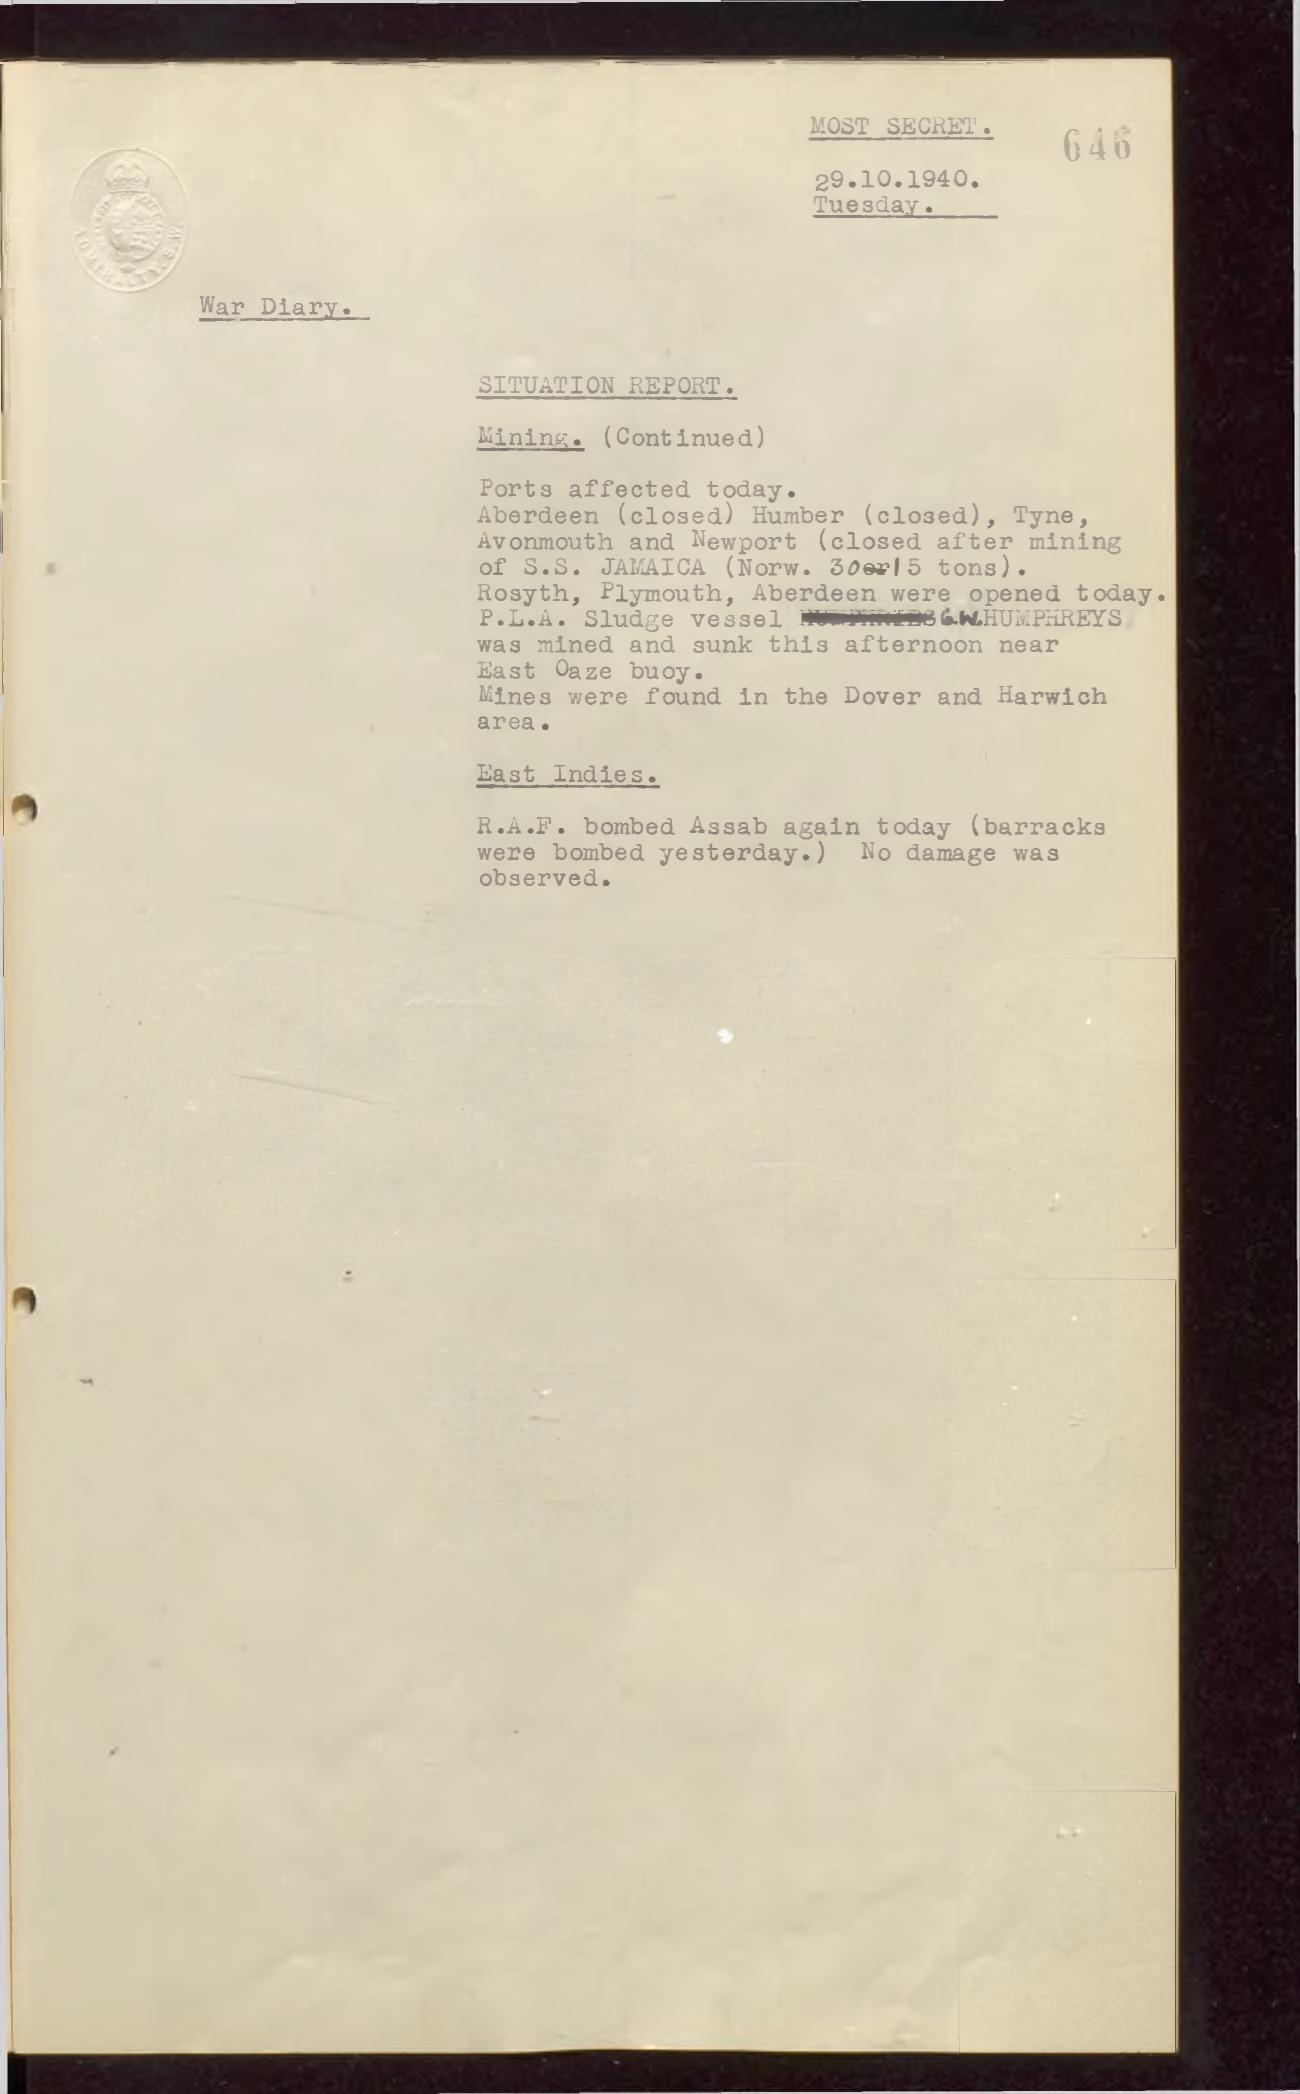 MOST SECRET.
646
29.10.1940.
Tuesday.
ADMIRALTY. S.W.
War Diary.
SITUATION REPORT.
Mining. (Continued)
Ports affected today.
Aberdeen (closed) Humber (closed), Tyne,
Avonmouth and Newport (closed after mining
of S.S. JAMAICA (Norw. 3015 tons).
Rosyth, Plymouth, Aberdeen were opened today.
P.L.A. Sludge vessel G.W. HUMPHREYS
was mined and sunk this afternoon near
East Oaze buoy.
Mines were found in the Dover and Harwich
area.
East Indies.
R.A.F. bombed Assab again today (barracks
were bombed yesterday.) No damage was
observed.